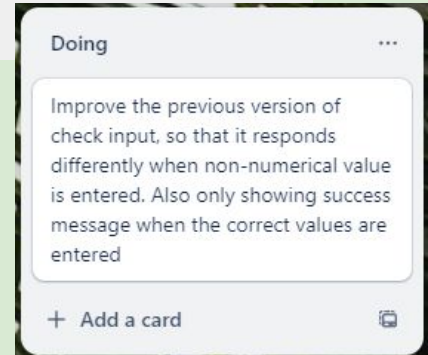 Doing
Improve the previous version of
check input, so that it responds
differently when non-numerical value
is entered. Also only showing success
message when the correct values are
entered
+ Add a card